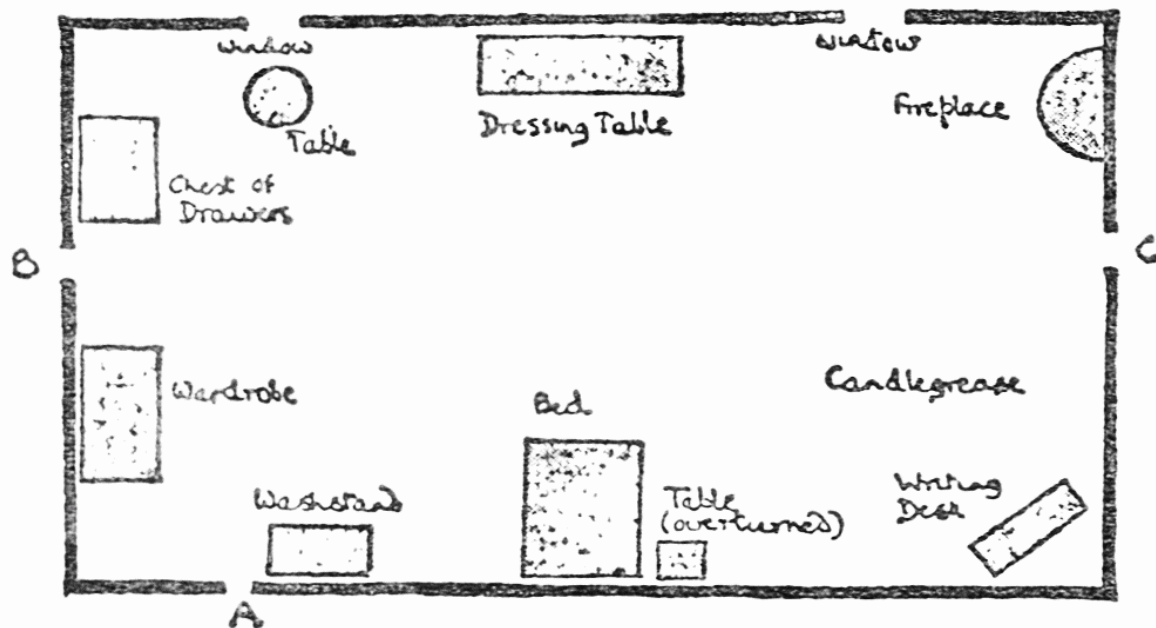 Window
Window
Fireplace
Dressing Table
Table
Chest of
Drawers
B
C
Wardrobe
Candlegrease
Bed
Washstand
Table
(overturned)
Writing
Desk
A